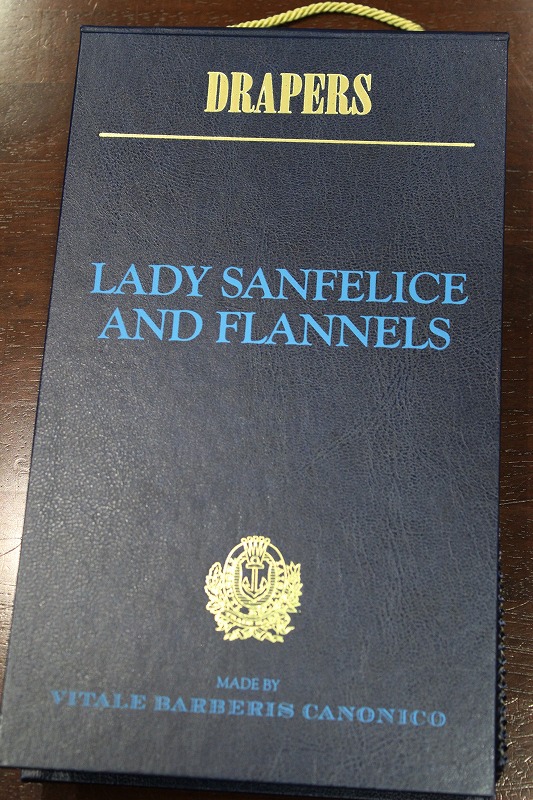 DRAPERS
LADY SANFELICE
AND FLANNELS
MADE BY
VITALE BARBERIS CANONICO